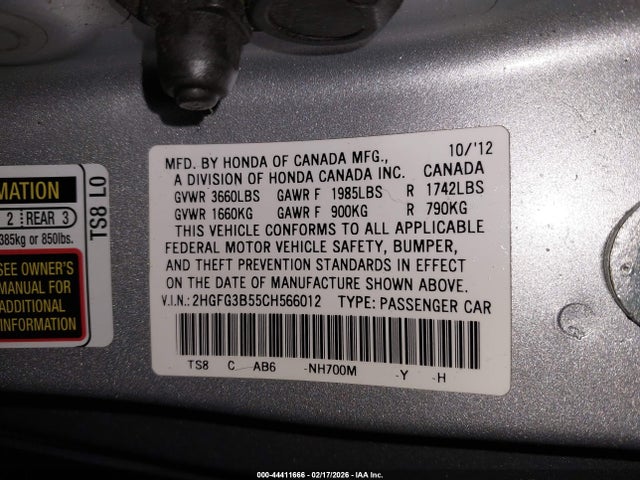 MFD. BY HONDA OF CANADA MFG., 10/'12
A DIVISION OF HONDA CANADA INC. CANADA
GVWR 3660LBS GAWR F 1985LBS R 1742LBS
GVWR 1660KG GAWR F 900KG R 790KG
THIS VEHICLE CONFORMS TO ALL APPLICABLE
FEDERAL MOTOR VEHICLE SAFETY, BUMPER,
AND THEFT PREVENTION STANDARDS IN EFFECT
ON THE DATE OF MANUFACTURE SHOWN ABOVE.
V.I.N.: 2HGFG3B55CH566012 TYPE: PASSENGER CAR
TS8 C AB6 -NH700M -Y -H
MATION
2 REAR 3
385kg or 850lbs.
SEE OWNER'S
MANUAL FOR
ADDITIONAL
INFORMATION
TS8 L0
000-44411666 - 02/17/2026 - IAA Inc.